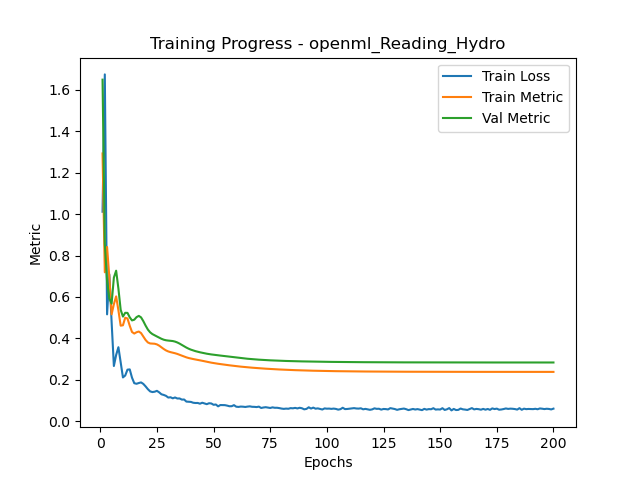 Training Progress - openml_Reading_Hydro
Train Loss
Train Metric
Val Metric
Metric
1.6
1.4
1.2
1.0
0.8
0.6
0.4
0.2
0.0
0 25 50 75 100 125 150 175 200
Epochs